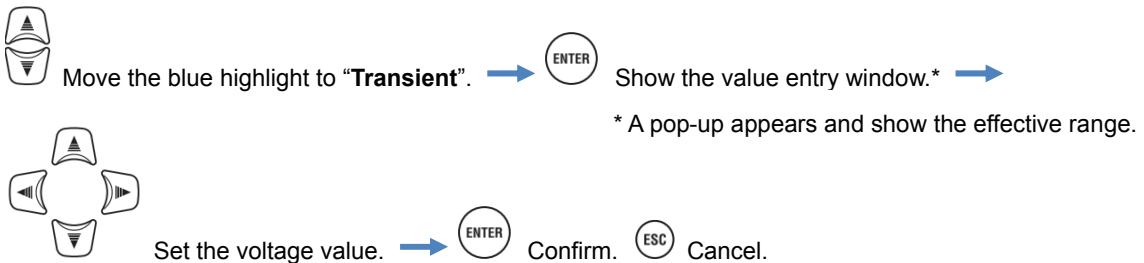 Move the blue highlight to “Transient”. ENTER Show the value entry window.*
* A pop-up appears and show the effective range.
Set the voltage value. ENTER Confirm. ESC Cancel.